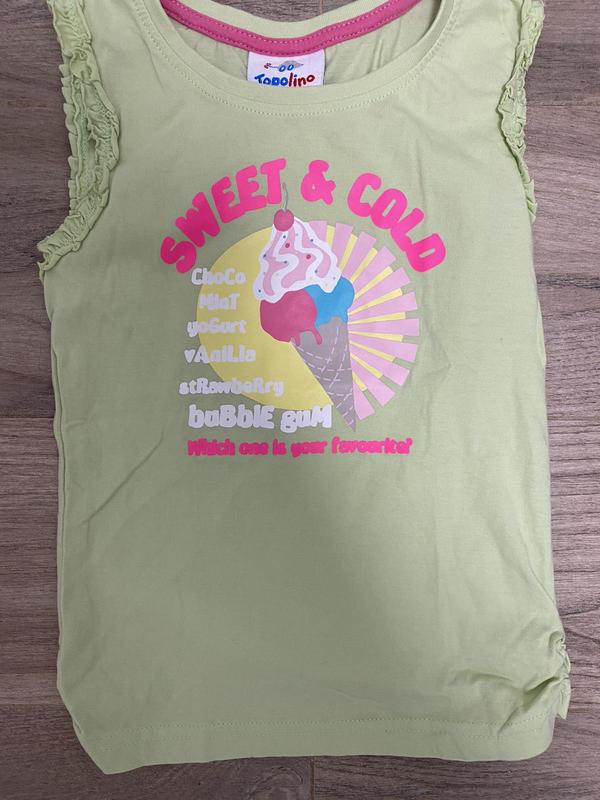 Topolino
SWEET & COLD
ChoCo
MinT
yoGurt
vAnilla
stRawbeRry
buBblE guM
Which one is your favourite?